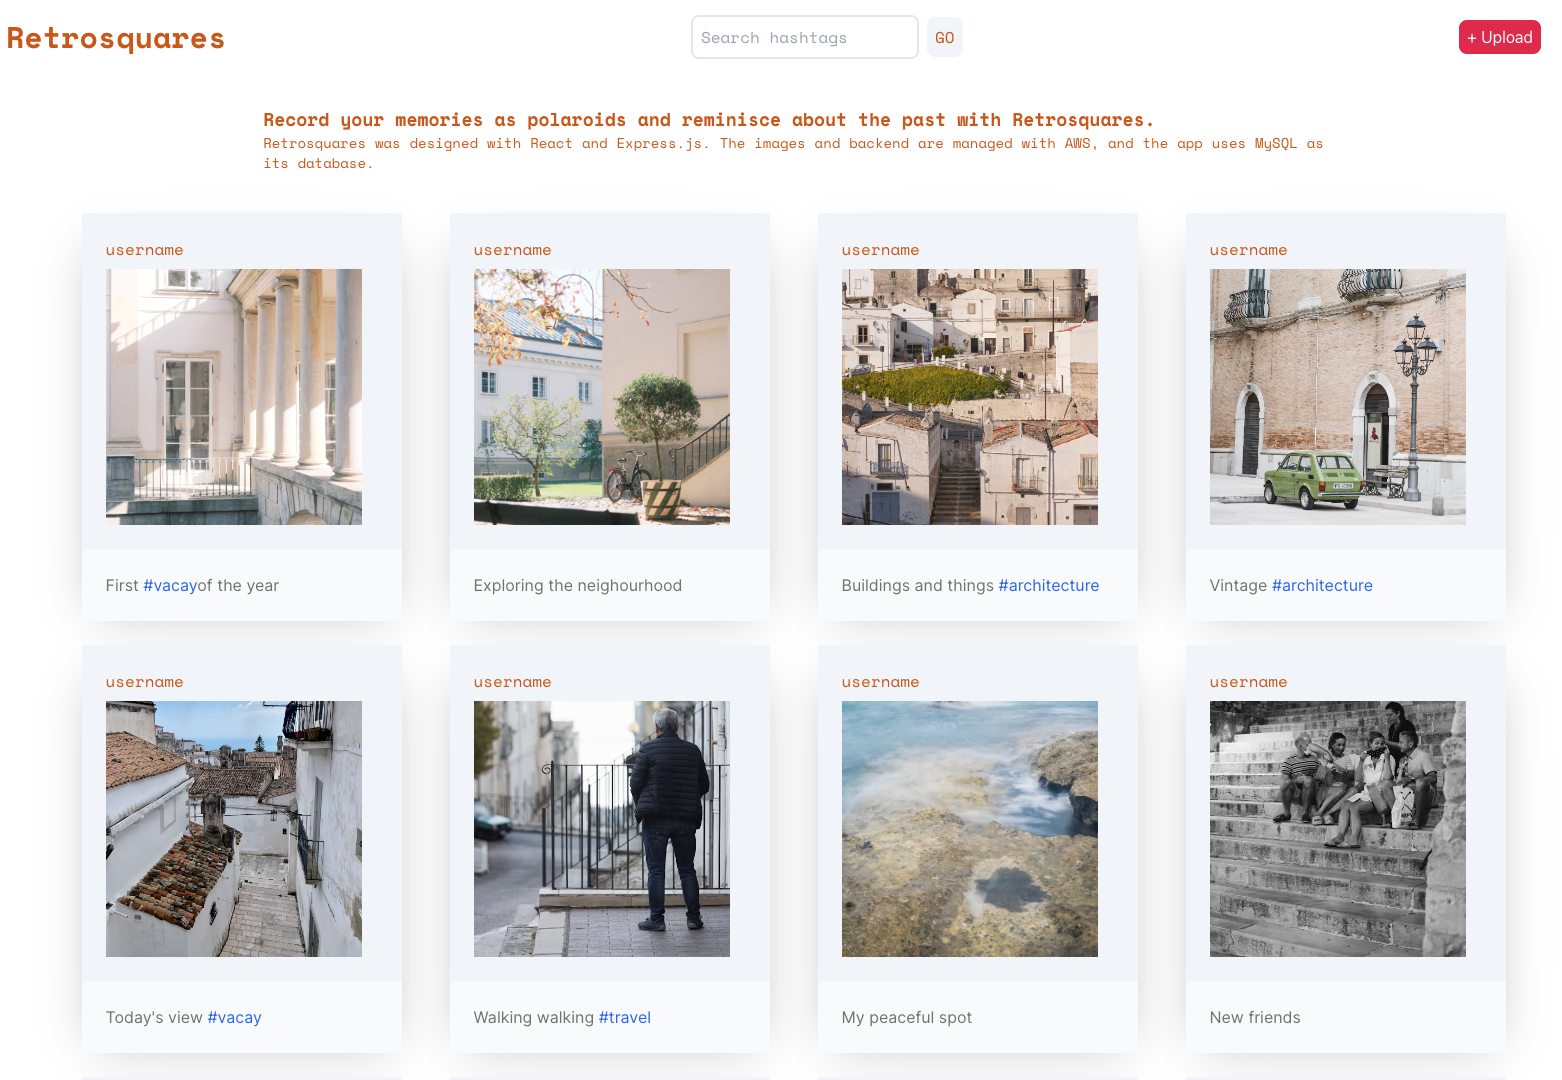 Retrosquares
Search hashtags
GO
+ Upload
Record your memories as polaroids and reminisce about the past with Retrosquares.
Retrosquares was designed with React and Express.js. The images and backend are managed with AWS, and the app uses MySQL as
its database.
username
username
username
username
First #vacayof the year
Exploring the neighourhood
Buildings and things #architecture
Vintage #architecture
username
username
username
username
Today's view #vacay
Walking walking #travel
My peaceful spot
New friends